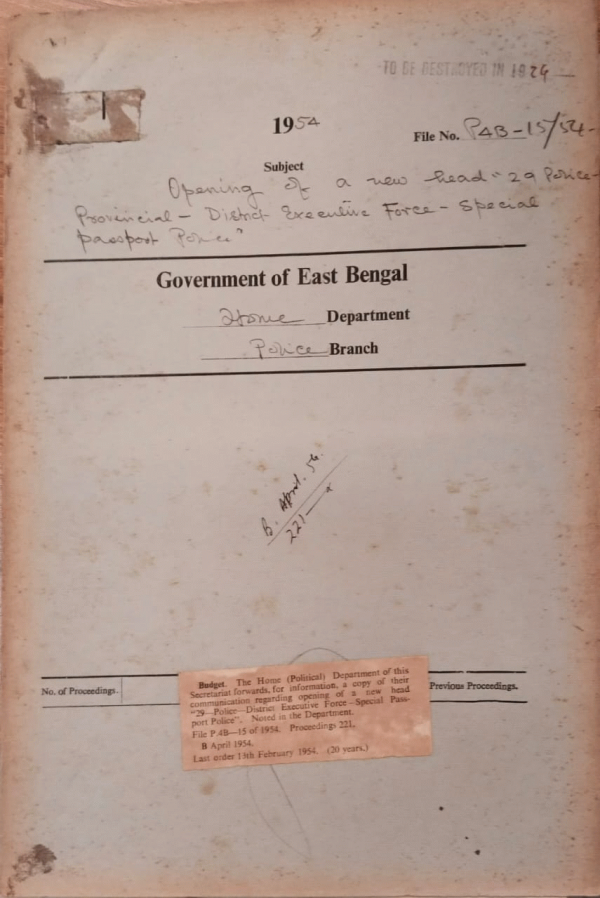 TO BE DESTROYED IN 1924
1954
File No. P4B-15/54-
Subject
Opening of a new head "29 Police-
Provincial - District Executive Force - Special
passport Police"
Government of East Bengal
Home Department
Police Branch
B. April. 54.
221-
No. of Proceedings.
Previous Proceedings.
Budget. The Home (Political) Department of this
Secretariat forwards, for information, a copy of their
communication regarding opening of a new head
"29—Police—District Executive Force—Special Pass-
port Police". Noted in the Department.
File P.4B—15 of 1954. Proceedings 221.
B April 1954.
Last order 15th February 1954. (20 years.)